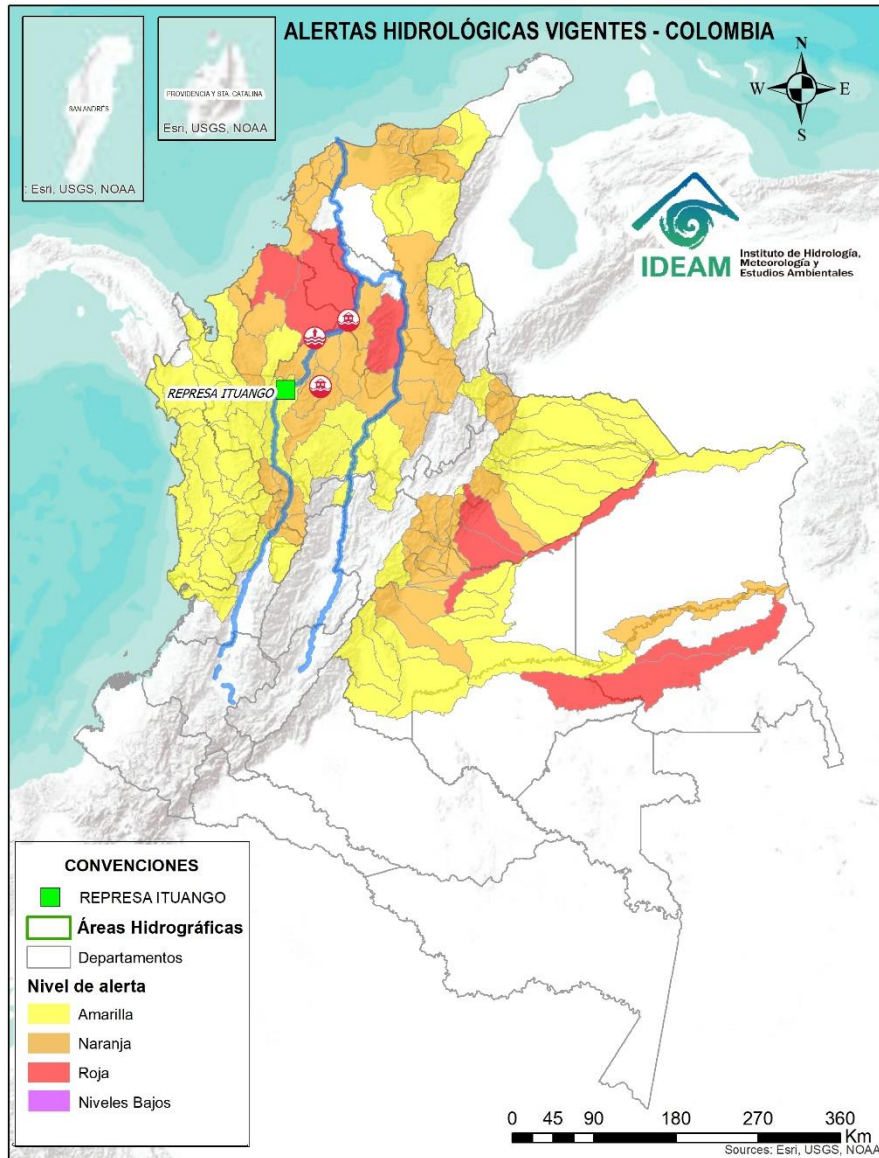 ALERTAS HIDROLÓGICAS VIGENTES - COLOMBIA
N
W
E
S
SAN ANDRÉS
PROVIDENCIA Y STA. CATALINA
Esri, USGS, NOAA
: Esri, USGS, NOAA
IDEAM
Instituto de Hidrología,
Meteorología y
Estudios Ambientales
REPRESA ITUANGO
CONVENCIONES
REPRESA ITUANGO
Áreas Hidrográficas
Departamentos
Nivel de alerta
Amarilla
Naranja
Roja
Niveles Bajos
0 45 90 180 270 360
Km
Sources: Esri, USGS, NOAA